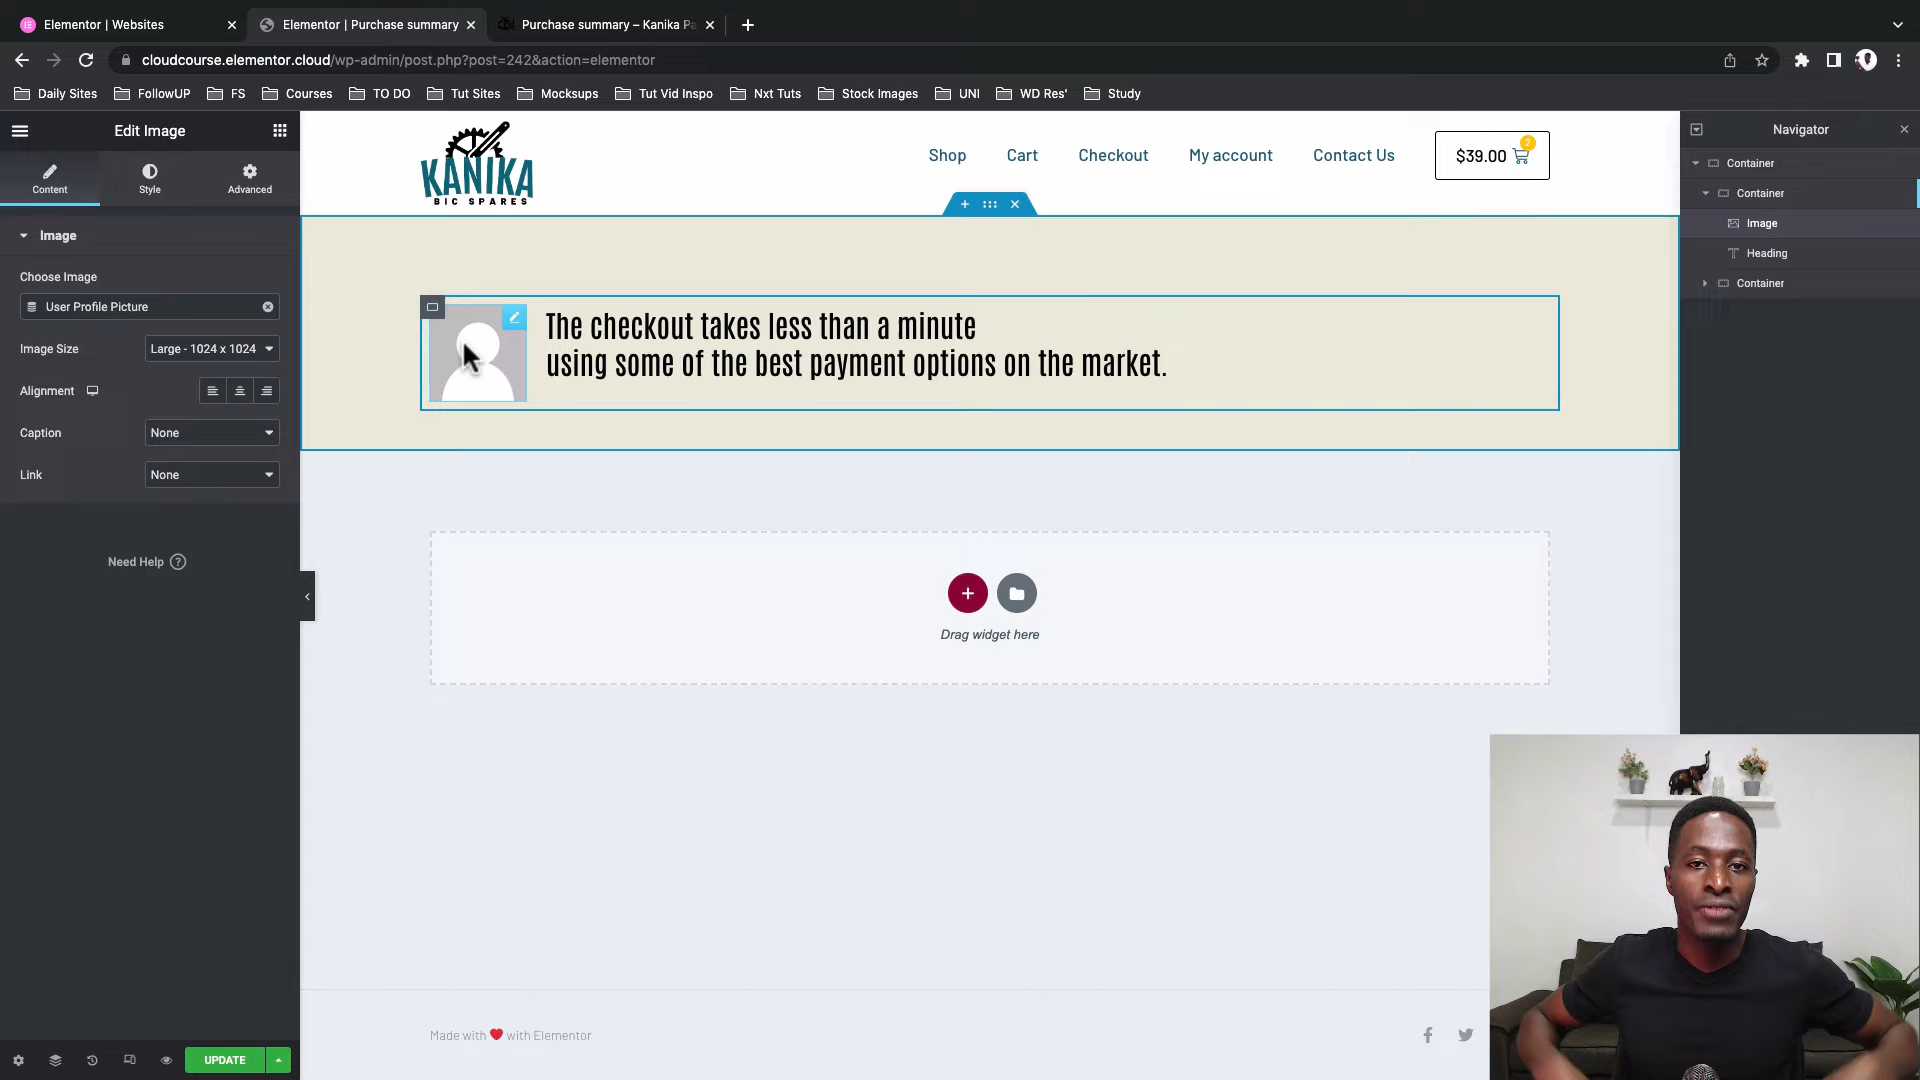 Elementor | Websites
Elementor | Purchase summary
Purchase summary – Kanika Pa
cloudcourse.elementor.cloud/wp-admin/post.php?post=242&action=elementor
Daily Sites
FollowUP
FS
Courses
TO DO
Tut Sites
Mocksups
Tut Vid Inspo
Nxt Tuts
Stock Images
UNI
WD Res'
Study
Edit Image
Content
Style
Advanced
Image
Choose Image
User Profile Picture
Image Size
Large - 1024 x 1024
Alignment
Caption
None
Link
None
Need Help ?
UPDATE
KANIKA
BIC SPARES
Shop
Cart
Checkout
My account
Contact Us
$39.00
2
The checkout takes less than a minute
using some of the best payment options on the market.
Drag widget here
Made with ❤ with Elementor
Navigator
Container
Container
Image
Heading
Container